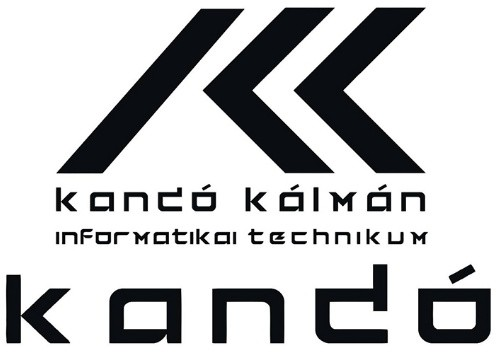 kandó kálmán
informatikai technikum
kandó